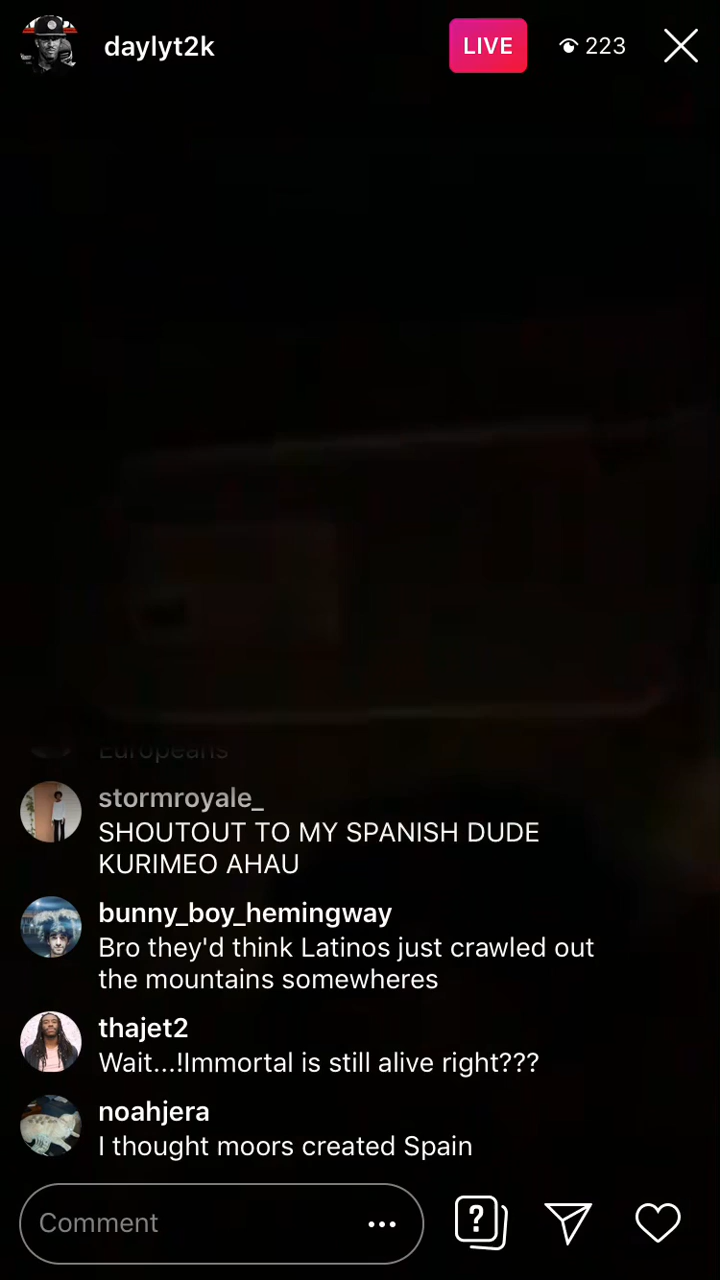 daylyt2k
LIVE
223
Europeans
stormroyale_
SHOUTOUT TO MY SPANISH DUDE
KURIMEO AHAU
bunny_boy_hemingway
Bro they'd think Latinos just crawled out
the mountains somewheres
thajet2
Wait...!Immortal is still alive right???
noahjera
I thought moors created Spain
Comment